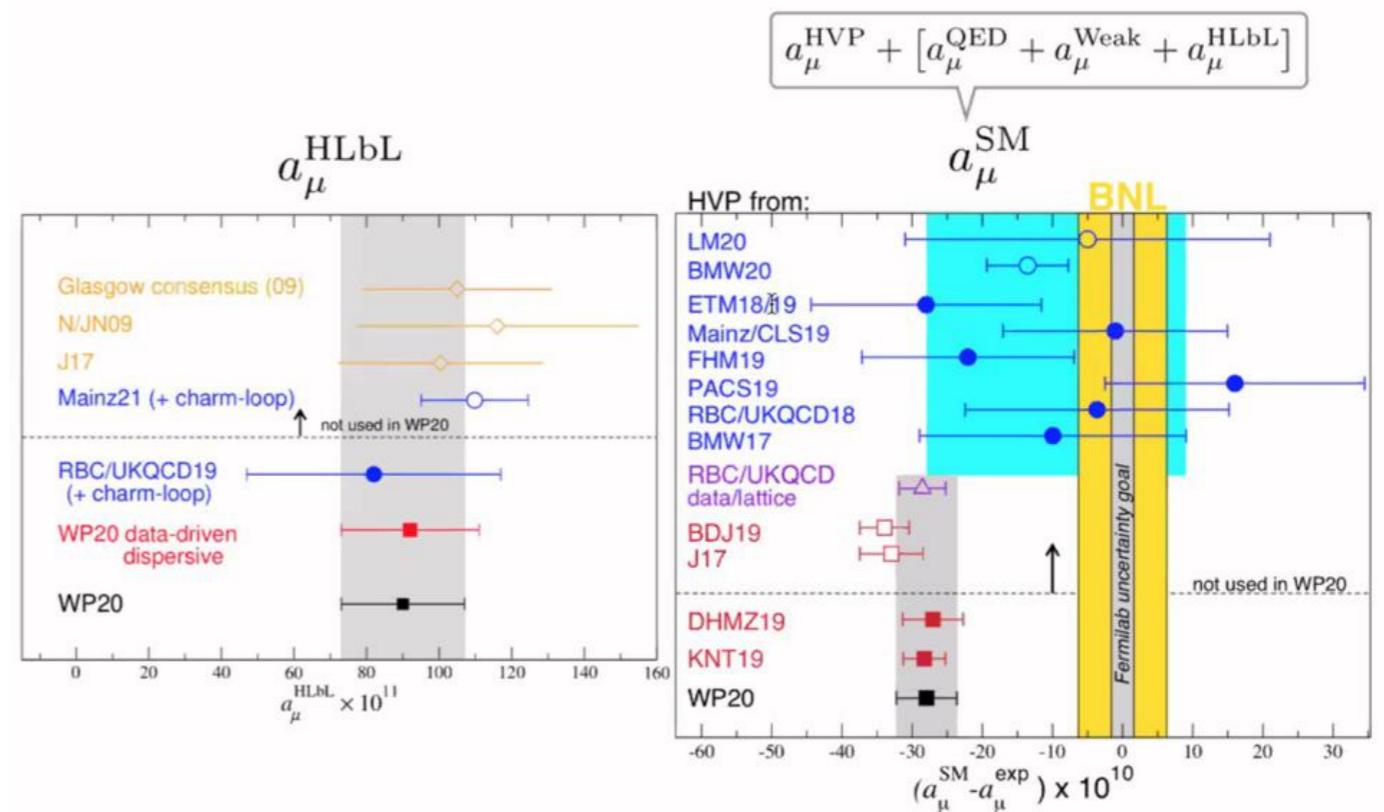 a_μ^HVP + [a_μ^QED + a_μ^Weak + a_μ^HLbL]
a_μ^HLbL
Glasgow consensus (09)
N/JN09
J17
Mainz21 (+ charm-loop)
not used in WP20
RBC/UKQCD19
(+ charm-loop)
WP20 data-driven
dispersive
WP20
0 20 40 60 80 100 120 140 160
a_μ^HLbL × 10^11
a_μ^SM
HVP from:
BNL
LM20
BMW20
ETM18/19
Mainz/CLS19
FHM19
PACS19
RBC/UKQCD18
BMW17
RBC/UKQCD
data/lattice
BDJ19
J17
not used in WP20
Fermilab uncertainty goal
DHMZ19
KNT19
WP20
-60 -50 -40 -30 -20 -10 0 10 20 30
(a_μ^SM - a_μ^exp) x 10^10